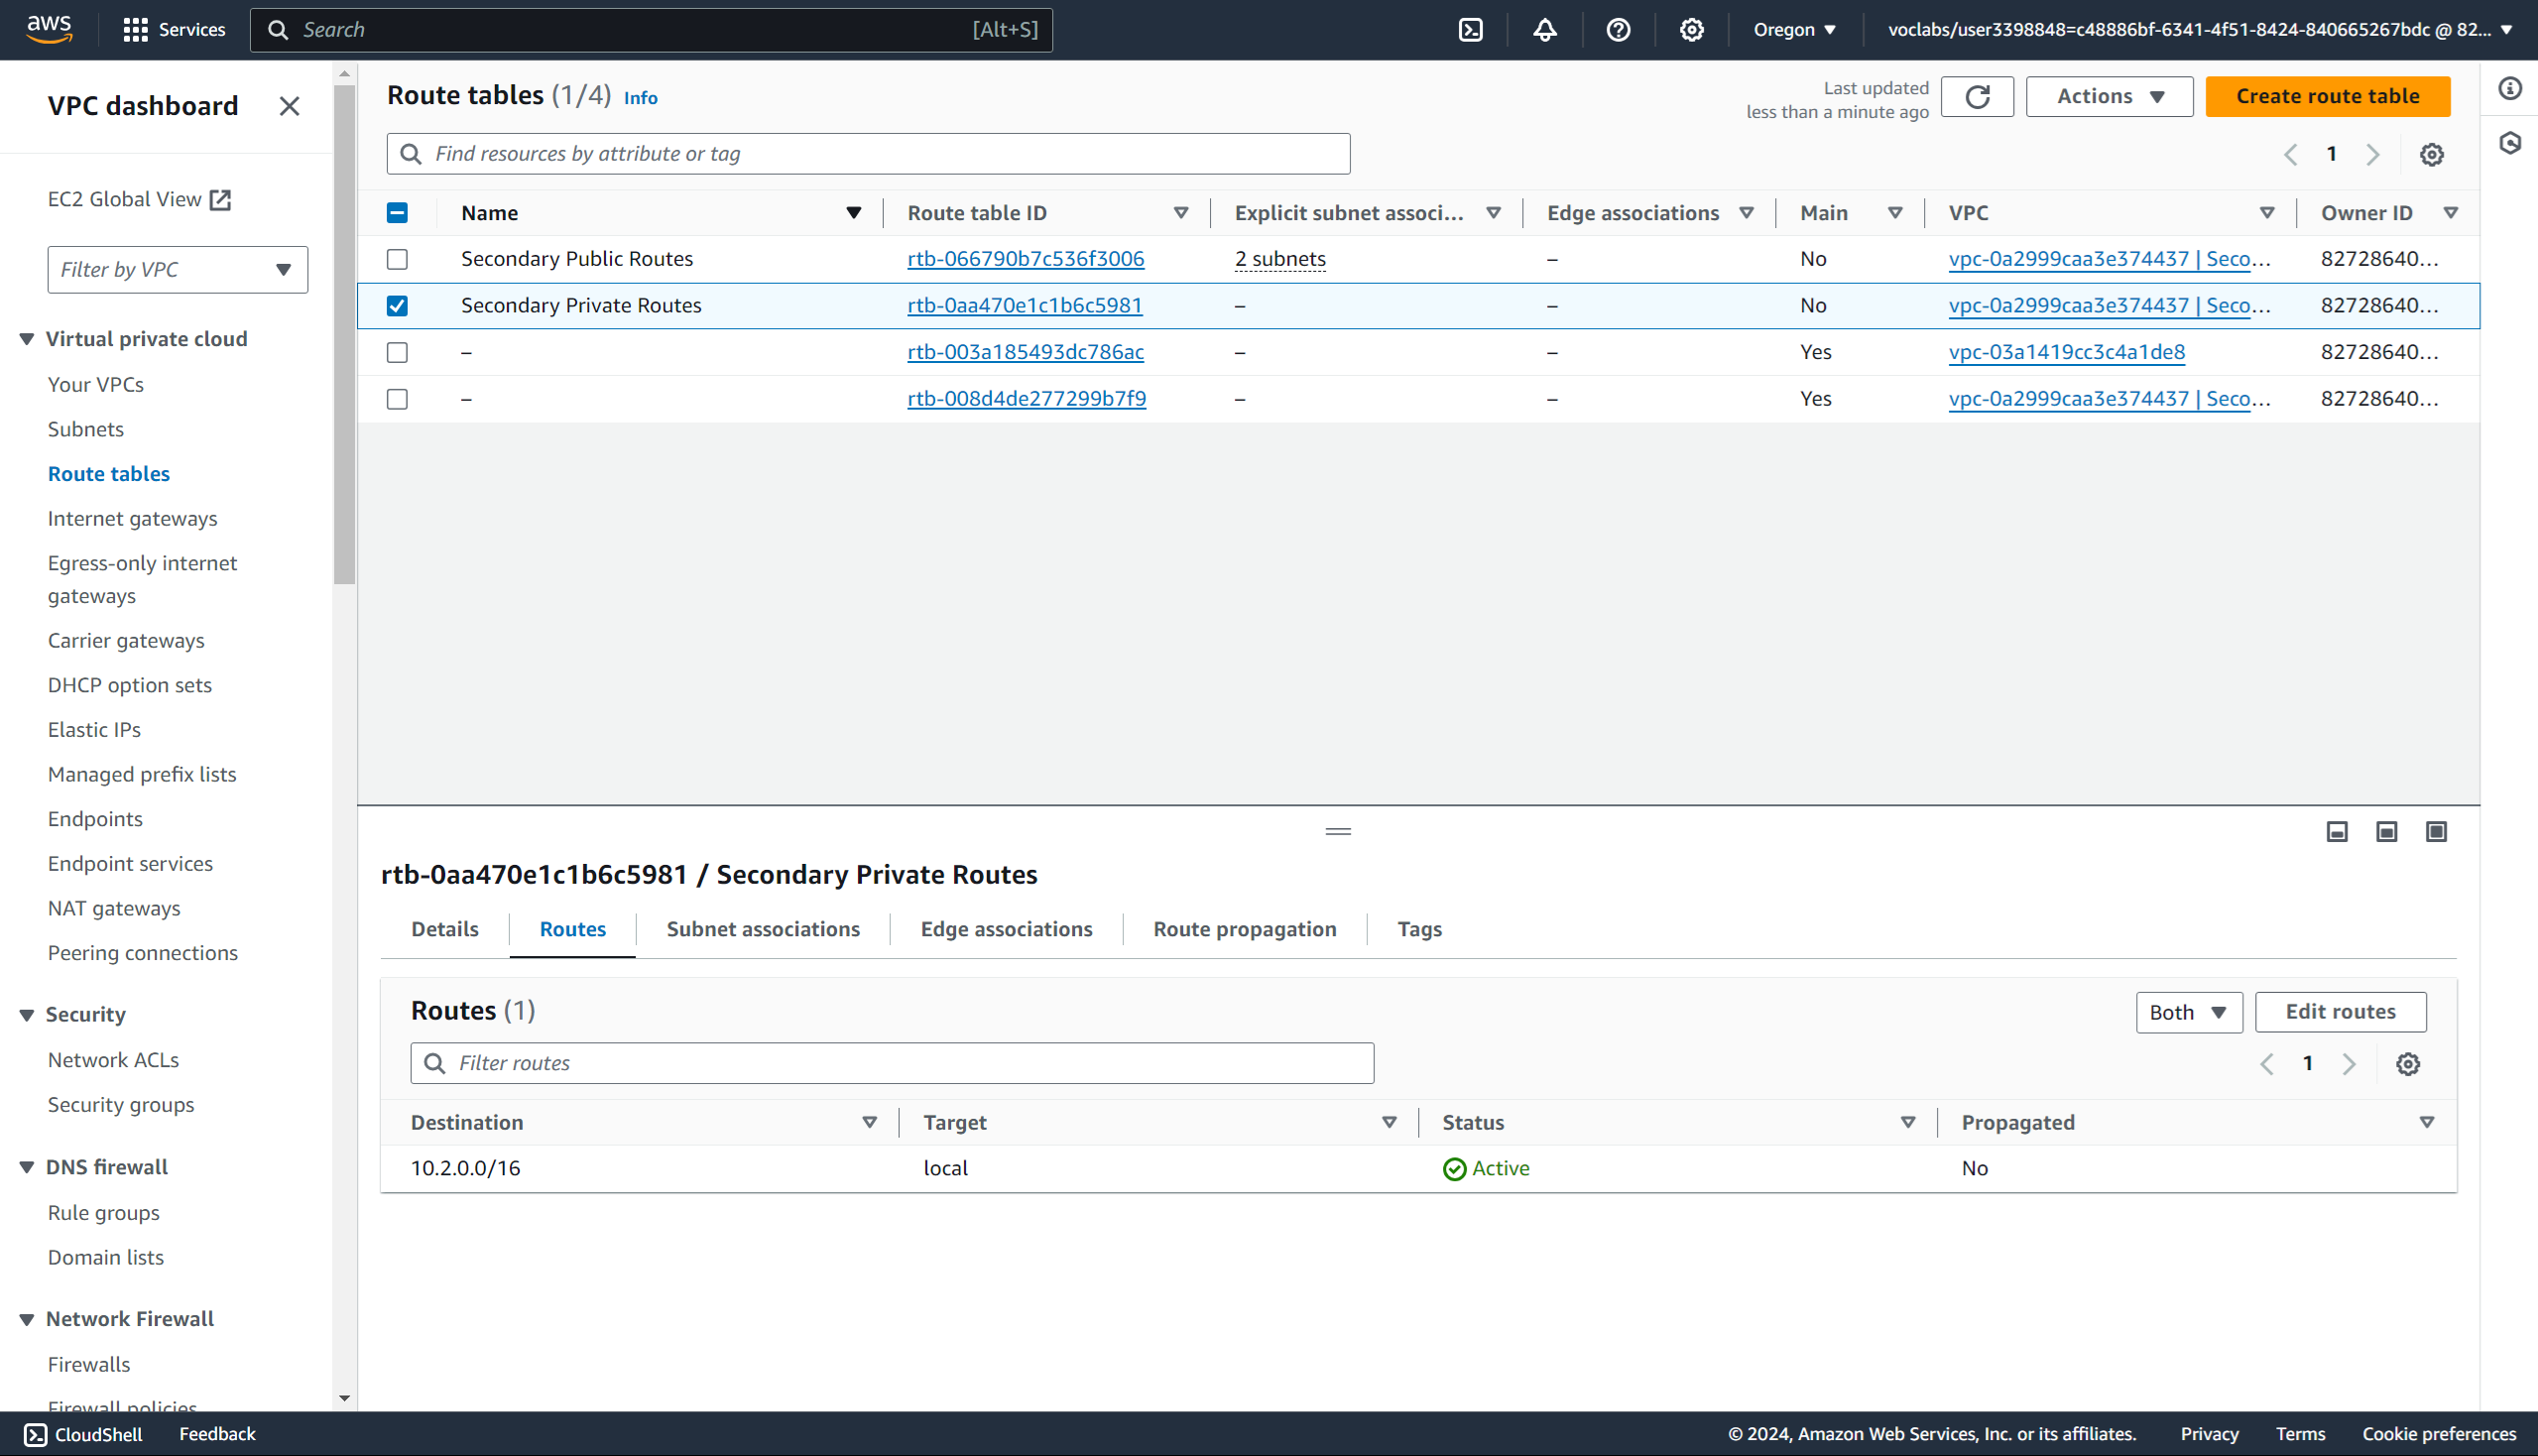 aws
Services
Search
[Alt+S]
Oregon
voclabs/user3398848=c48886bf-6341-4f51-8424-840665267bdc @ 82...
VPC dashboard
EC2 Global View
Filter by VPC
Virtual private cloud
Your VPCs
Subnets
Route tables
Internet gateways
Egress-only internet
gateways
Carrier gateways
DHCP option sets
Elastic IPs
Managed prefix lists
Endpoints
Endpoint services
NAT gateways
Peering connections
Security
Network ACLs
Security groups
DNS firewall
Rule groups
Domain lists
Network Firewall
Firewalls
Firewall policies
Route tables (1/4) Info
Last updated
less than a minute ago
Actions
Create route table
Find resources by attribute or tag
1
Name Route table ID Explicit subnet associ... Edge associations Main VPC Owner ID
Secondary Public Routes rtb-066790b7c536f3006 2 subnets – No vpc-0a2999caa3e374437 | Seco... 82728640...
Secondary Private Routes rtb-0aa470e1c1b6c5981 – – No vpc-0a2999caa3e374437 | Seco... 82728640...
– rtb-003a185493dc786ac – – Yes vpc-03a1419cc3c4a1de8 82728640...
– rtb-008d4de277299b7f9 – – Yes vpc-0a2999caa3e374437 | Seco... 82728640...
rtb-0aa470e1c1b6c5981 / Secondary Private Routes
Details Routes Subnet associations Edge associations Route propagation Tags
Routes (1)
Both
Edit routes
Filter routes
1
Destination Target Status Propagated
10.2.0.0/16 local Active No
CloudShell Feedback
© 2024, Amazon Web Services, Inc. or its affiliates. Privacy Terms Cookie preferences